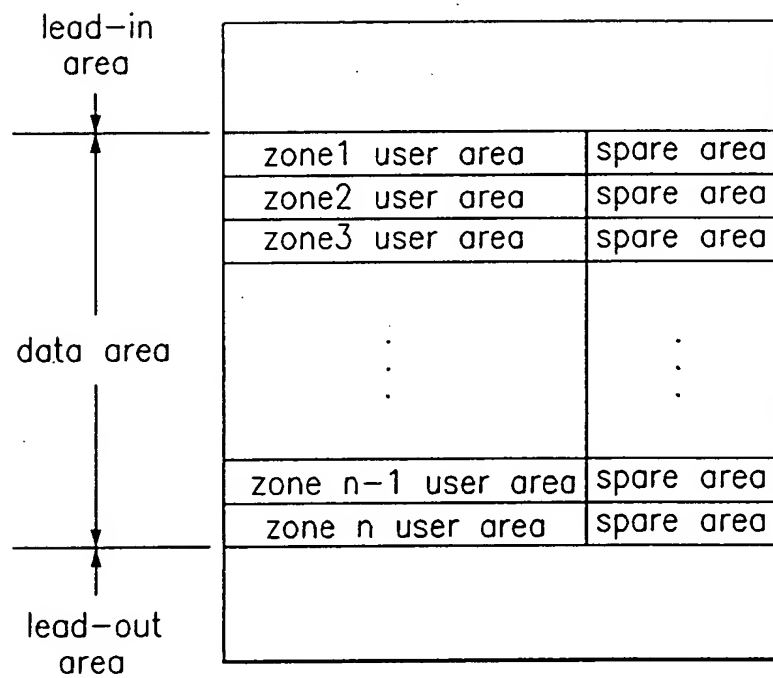 lead-in
area
zone1 user area spare area
zone2 user area spare area
zone3 user area spare area
data area
zone n-1 user area spare area
zone n user area spare area
lead-out
area